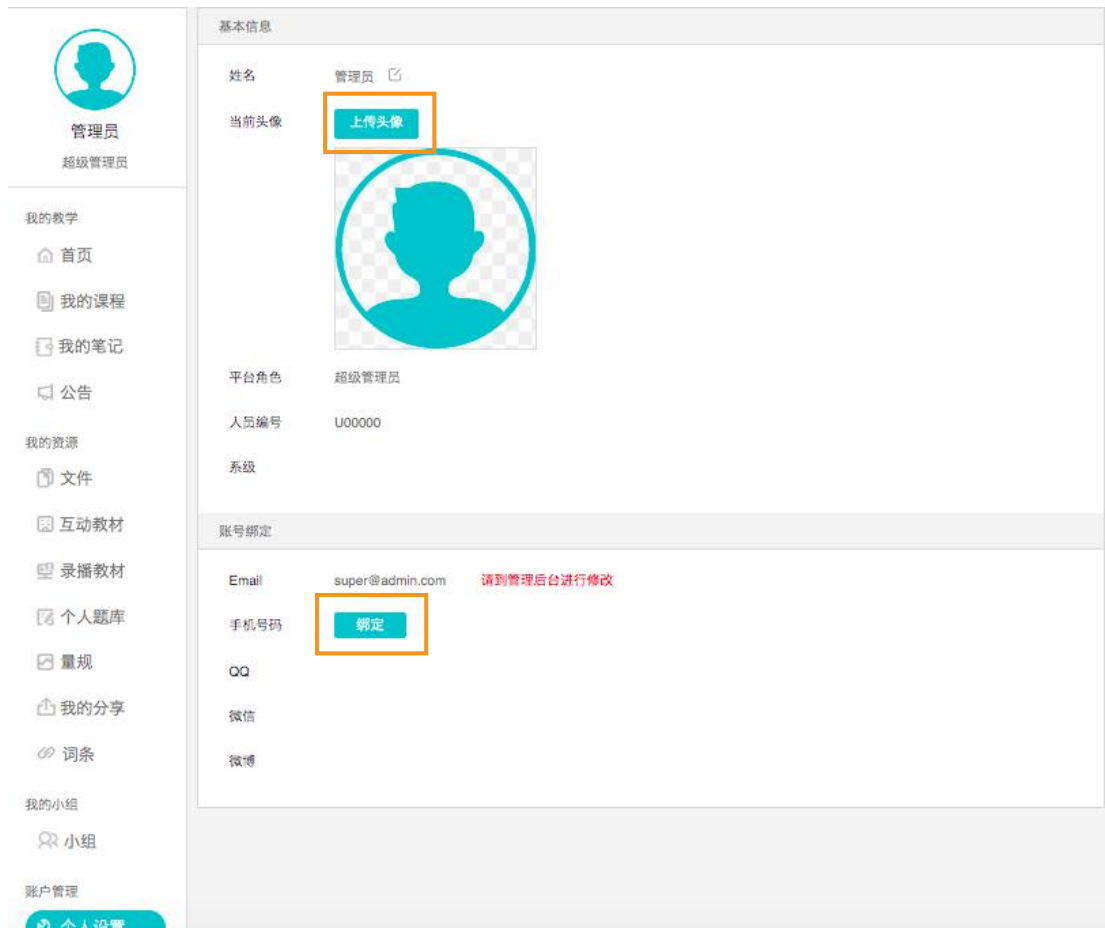 管理员
超级管理员
我的教学
首页
我的课程
我的笔记
公告
我的资源
文件
互动教材
录播教材
个人题库
量规
我的分享
词条
我的小组
小组
账户管理
个人设置
基本信息
姓名 管理员
当前头像 上传头像
平台角色 超级管理员
人员编号 U00000
系级
账号绑定
Email super@admin.com 请到管理后台进行修改
手机号码 绑定
QQ
微信
微博